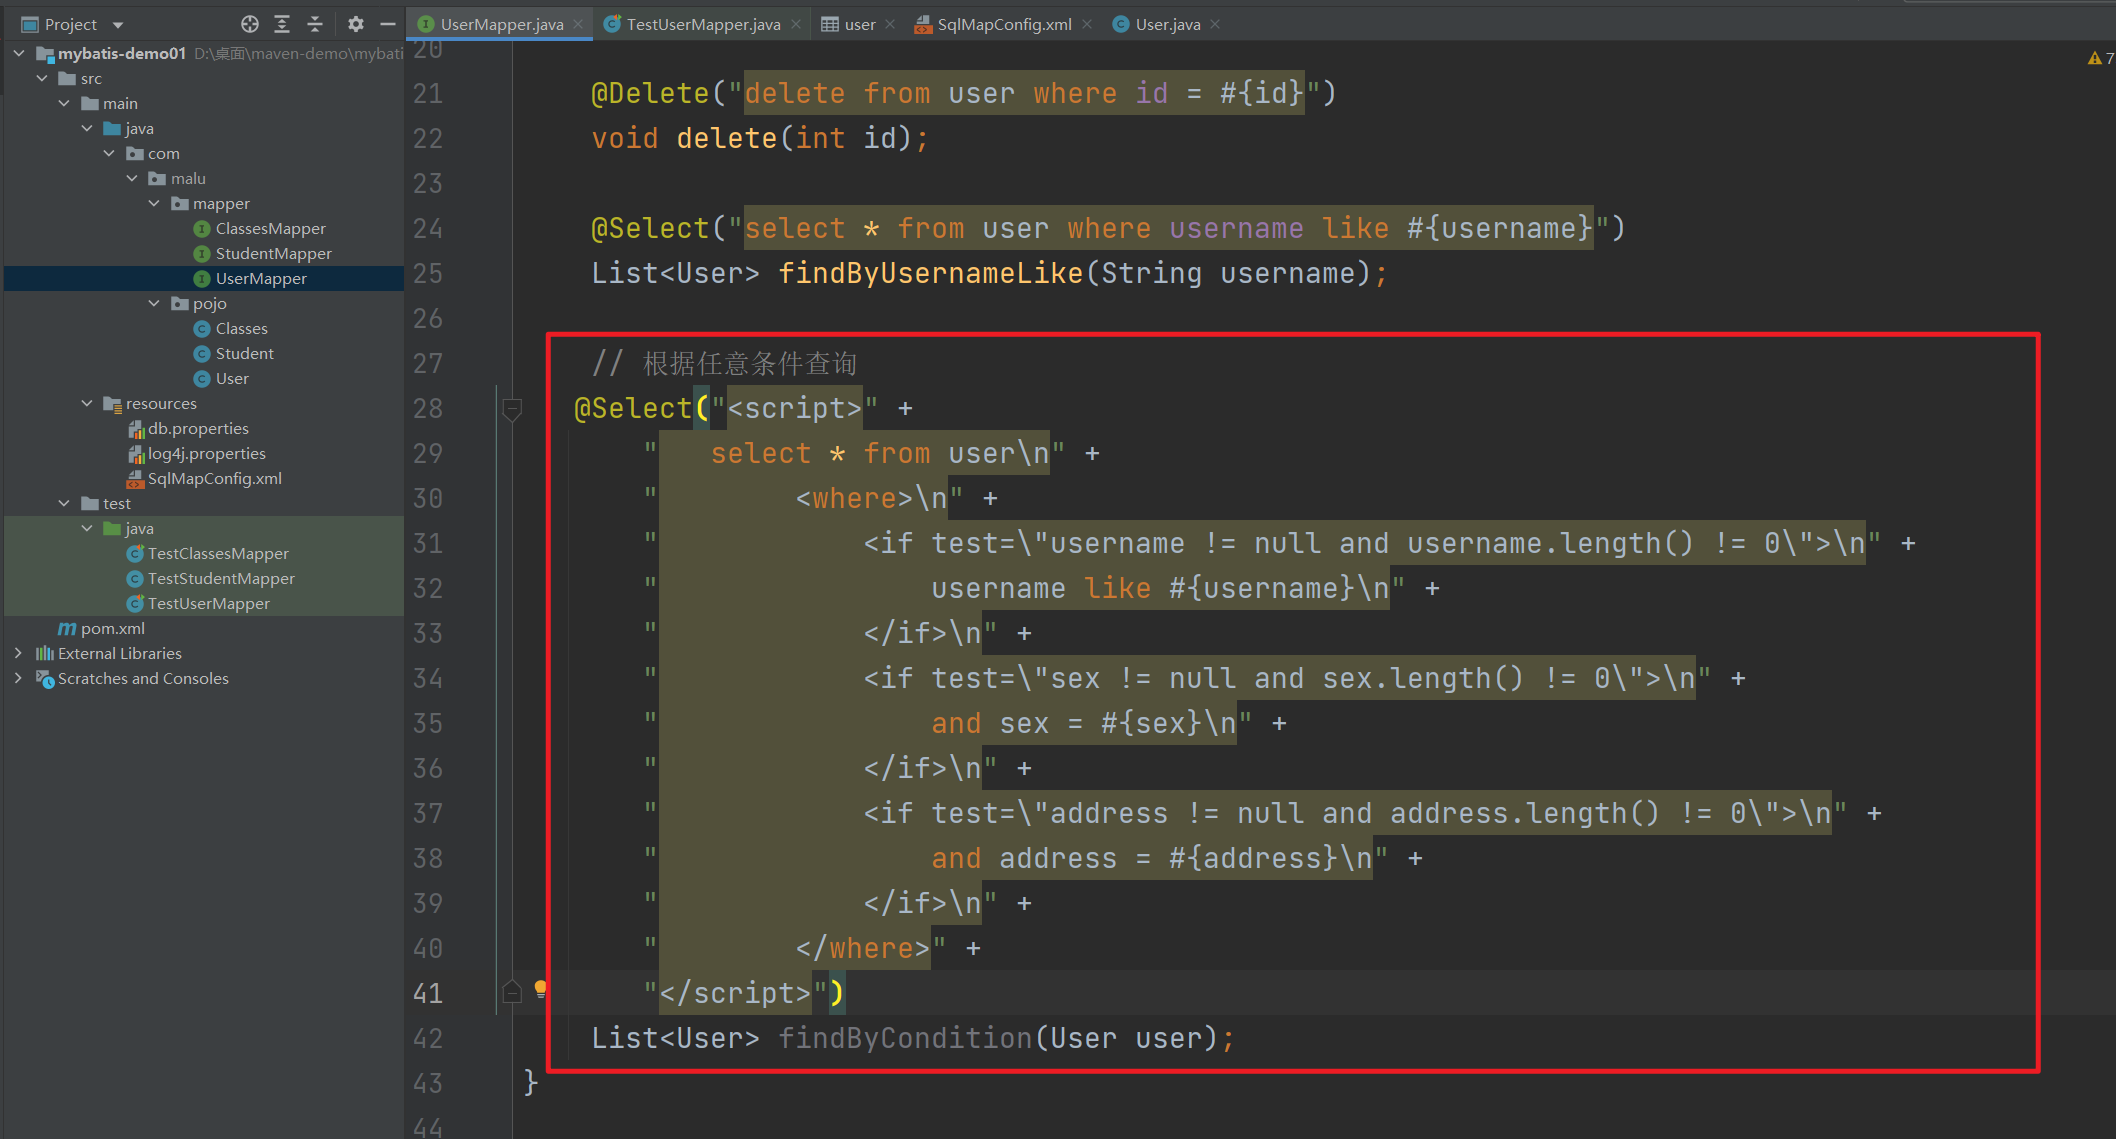 Project
mybatis-demo01 D:\桌面\maven-demo\mybati
src
main
java
com
malu
mapper
ClassesMapper
StudentMapper
UserMapper
pojo
Classes
Student
User
resources
db.properties
log4j.properties
SqlMapConfig.xml
test
java
TestClassesMapper
TestStudentMapper
TestUserMapper
pom.xml
External Libraries
Scratches and Consoles
UserMapper.java TestUserMapper.java user SqlMapConfig.xml User.java
7
20
21 @Delete("delete from user where id = #{id}")
22 void delete(int id);
23
24 @Select("select * from user where username like #{username}")
25 List<User> findByUsernameLike(String username);
26
27 // 根据任意条件查询
28 @Select("<script>" +
29 "   select * from user\n" +
30 "        <where>\n" +
31 "            <if test=\"username != null and username.length() != 0\">\n" +
32 "                username like #{username}\n" +
33 "            </if>\n" +
34 "            <if test=\"sex != null and sex.length() != 0\">\n" +
35 "                and sex = #{sex}\n" +
36 "            </if>\n" +
37 "            <if test=\"address != null and address.length() != 0\">\n" +
38 "                and address = #{address}\n" +
39 "            </if>\n" +
40 "        </where>" +
41 "</script>")
42 List<User> findByCondition(User user);
43 }
44